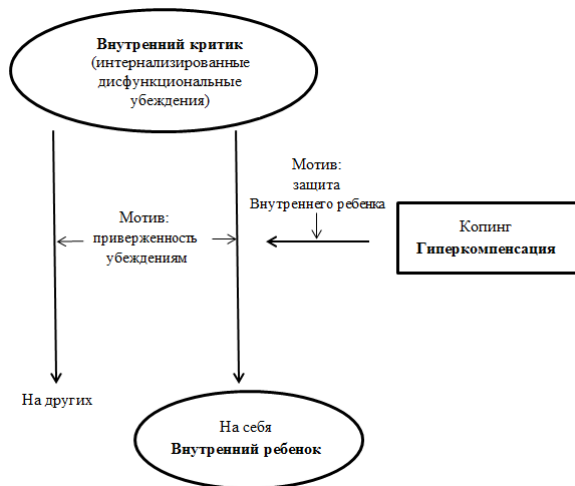 Внутренний критик
(интернализированные
дисфункциональные
убеждения)
Мотив:
защита
Внутреннего ребенка
Мотив:
приверженность
убеждениям
Копинг
Гиперкомпенсация
На других
На себя
Внутренний ребенок